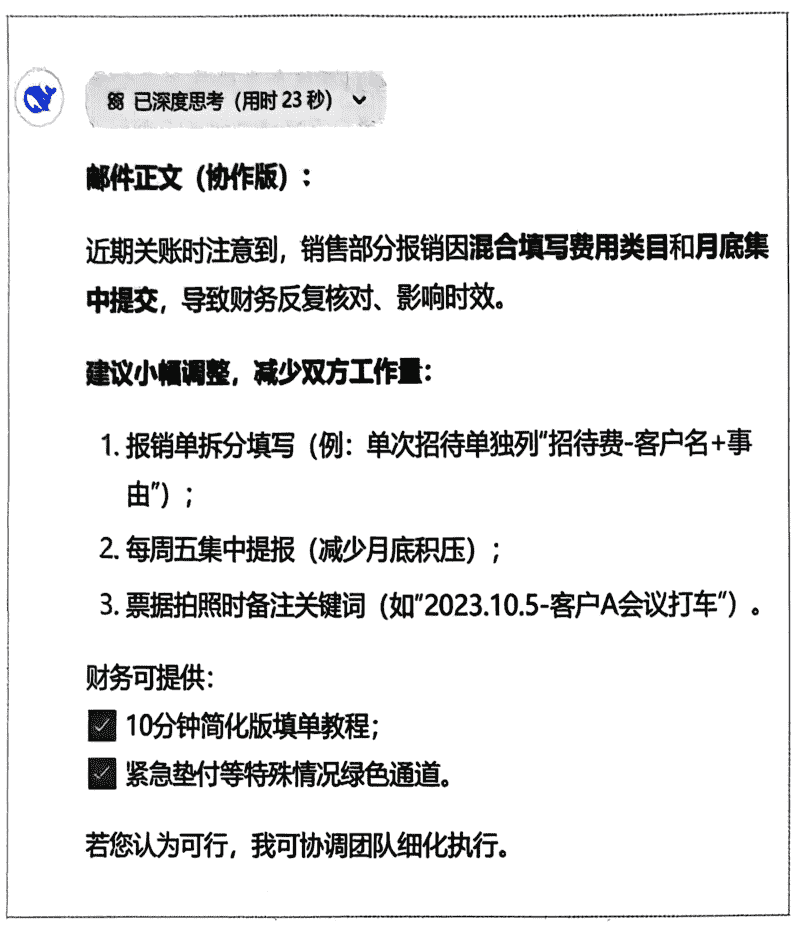 已深度思考（用时 23 秒）
邮件正文（协作版）：
近期关账时注意到，销售部分报销因混合填写费用类目和月底集
中提交，导致财务反复核对、影响时效。
建议小幅调整，减少双方工作量：
1. 报销单拆分填写（例：单次招待单独列“招待费-客户名+事
由”）；
2. 每周五集中提报（减少月底积压）；
3. 票据拍照时备注关键词（如“2023.10.5-客户A会议打车”）。
财务可提供：
✅ 10分钟简化版填单教程；
✅ 紧急垫付等特殊情况绿色通道。
若您认为可行，我可协调团队细化执行。